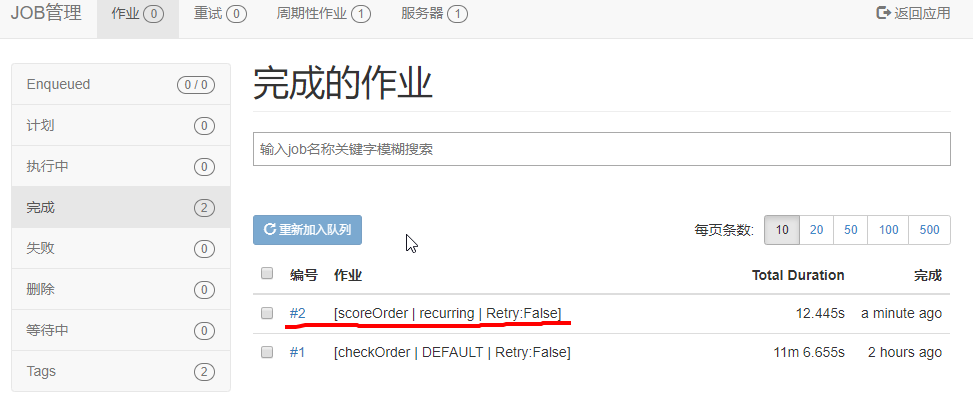 JOB管理 作业 0 重试 0 周期性作业 1 服务器 1 返回应用
Enqueued 0 / 0
计划 0
执行中 0
完成 2
失败 0
删除 0
等待中 0
Tags 2
完成的作业
输入job名称关键字模糊搜索
重新加入队列 每页条数: 10 20 50 100 500
编号 作业 Total Duration 完成
#2 [scoreOrder | recurring | Retry:False] 12.445s a minute ago
#1 [checkOrder | DEFAULT | Retry:False] 11m 6.655s 2 hours ago